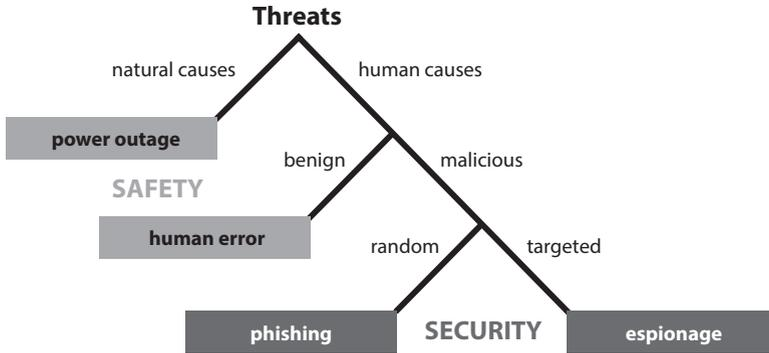 Threats
natural causes
human causes
power outage
benign
malicious
SAFETY
human error
random
targeted
phishing
SECURITY
espionage